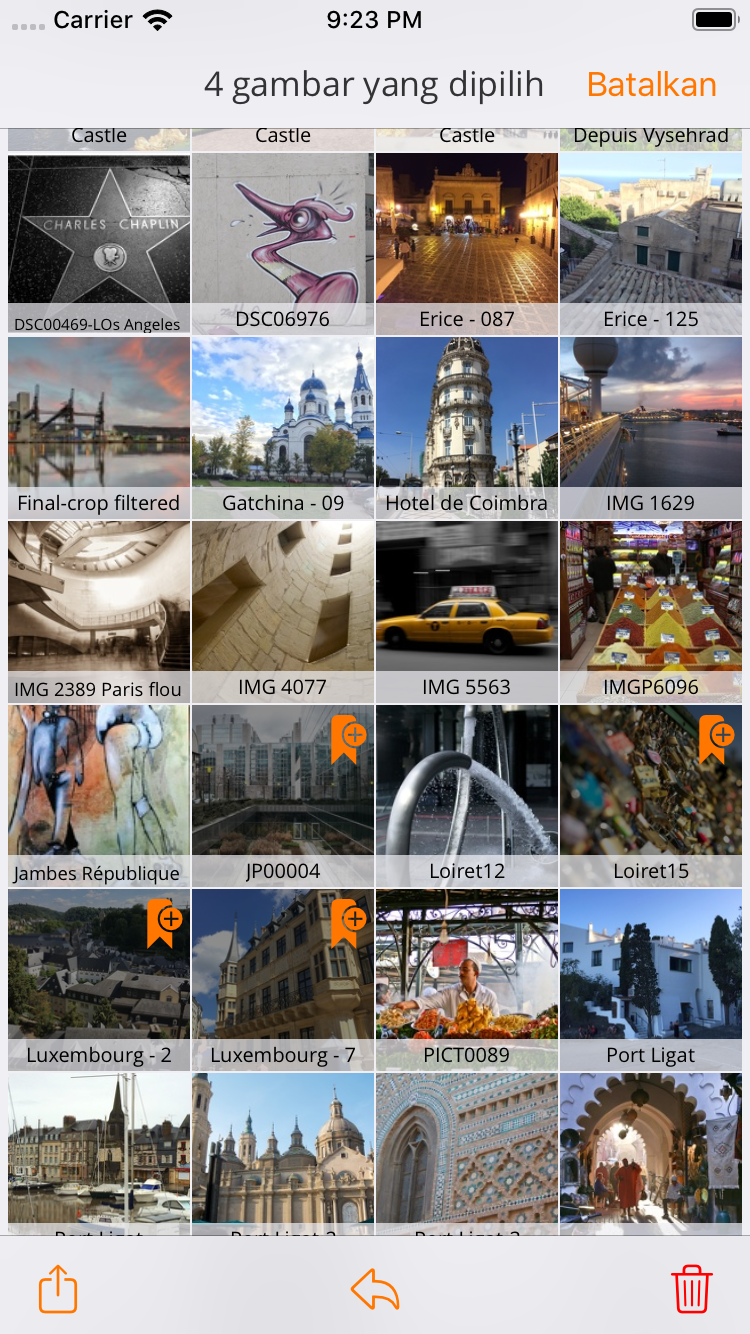 Carrier 9:23 PM
4 gambar yang dipilih Batalkan
Castle Castle Castle Depuis Vysehrad
CHARLES CHAPLIN
DSC00469-LOs Angeles DSC06976 Erice - 087 Erice - 125
Final-crop filtered Gatchina - 09 Hotel de Coimbra IMG 1629
IMG 2389 Paris flou IMG 4077 IMG 5563 IMGP6096
Jambes République JP00004 Loiret12 Loiret15
Luxembourg - 2 Luxembourg - 7 PICT0089 Port Ligat